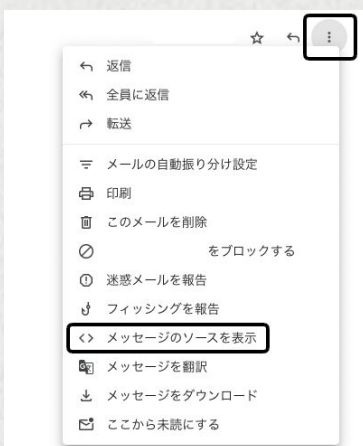 返信
全員に返信
転送
メールの自動振り分け設定
印刷
このメールを削除
をブロックする
迷惑メールを報告
フィッシングを報告
メッセージのソースを表示
メッセージを翻訳
メッセージをダウンロード
ここから未読にする